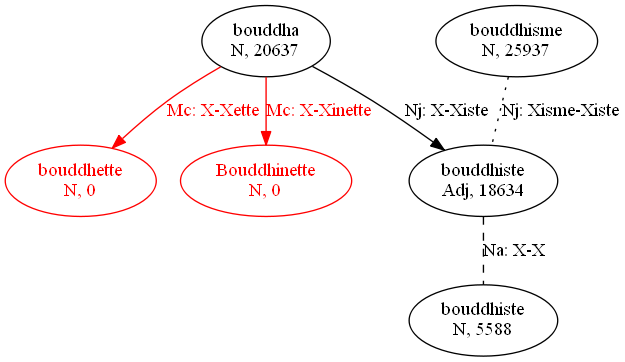 bouddha
N, 20637
bouddhisme
N, 25937
Mc: X-Xette
Mc: X-Xinette
Nj: X-Xiste
Nj: Xisme-Xiste
bouddhette
N, 0
Bouddhinette
N, 0
bouddhiste
Adj, 18634
Na: X-X
bouddhiste
N, 5588